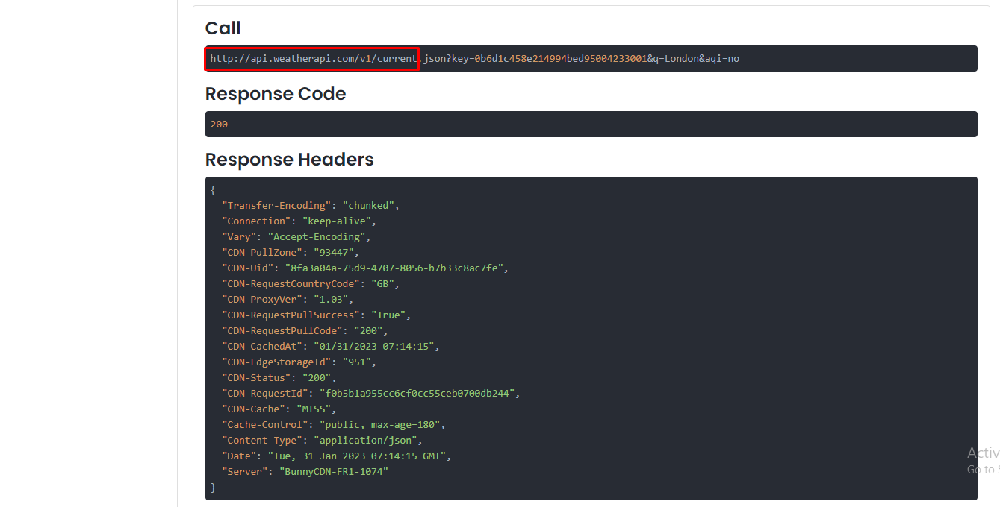 Call
http://api.weatherapi.com/v1/current.json?key=0b6d1c458e214994bed95004233001&q=London&aqi=no
Response Code
200
Response Headers
{
"Transfer-Encoding": "chunked",
"Connection": "keep-alive",
"Vary": "Accept-Encoding",
"CDN-PullZone": "93447",
"CDN-Uid": "8fa3a04a-75d9-4707-8056-b7b33c8ac7fe",
"CDN-RequestCountryCode": "GB",
"CDN-ProxyVer": "1.03",
"CDN-RequestPullSuccess": "True",
"CDN-RequestPullCode": "200",
"CDN-CachedAt": "01/31/2023 07:14:15",
"CDN-EdgeStorageId": "951",
"CDN-Status": "200",
"CDN-RequestId": "f0b5b1a955cc6cf0cc55ceb0700db244",
"CDN-Cache": "MISS",
"Cache-Control": "public, max-age=180",
"Content-Type": "application/json",
"Date": "Tue, 31 Jan 2023 07:14:15 GMT",
Activ
"Server": "BunnyCDN-FR1-1074"
Go to S
}